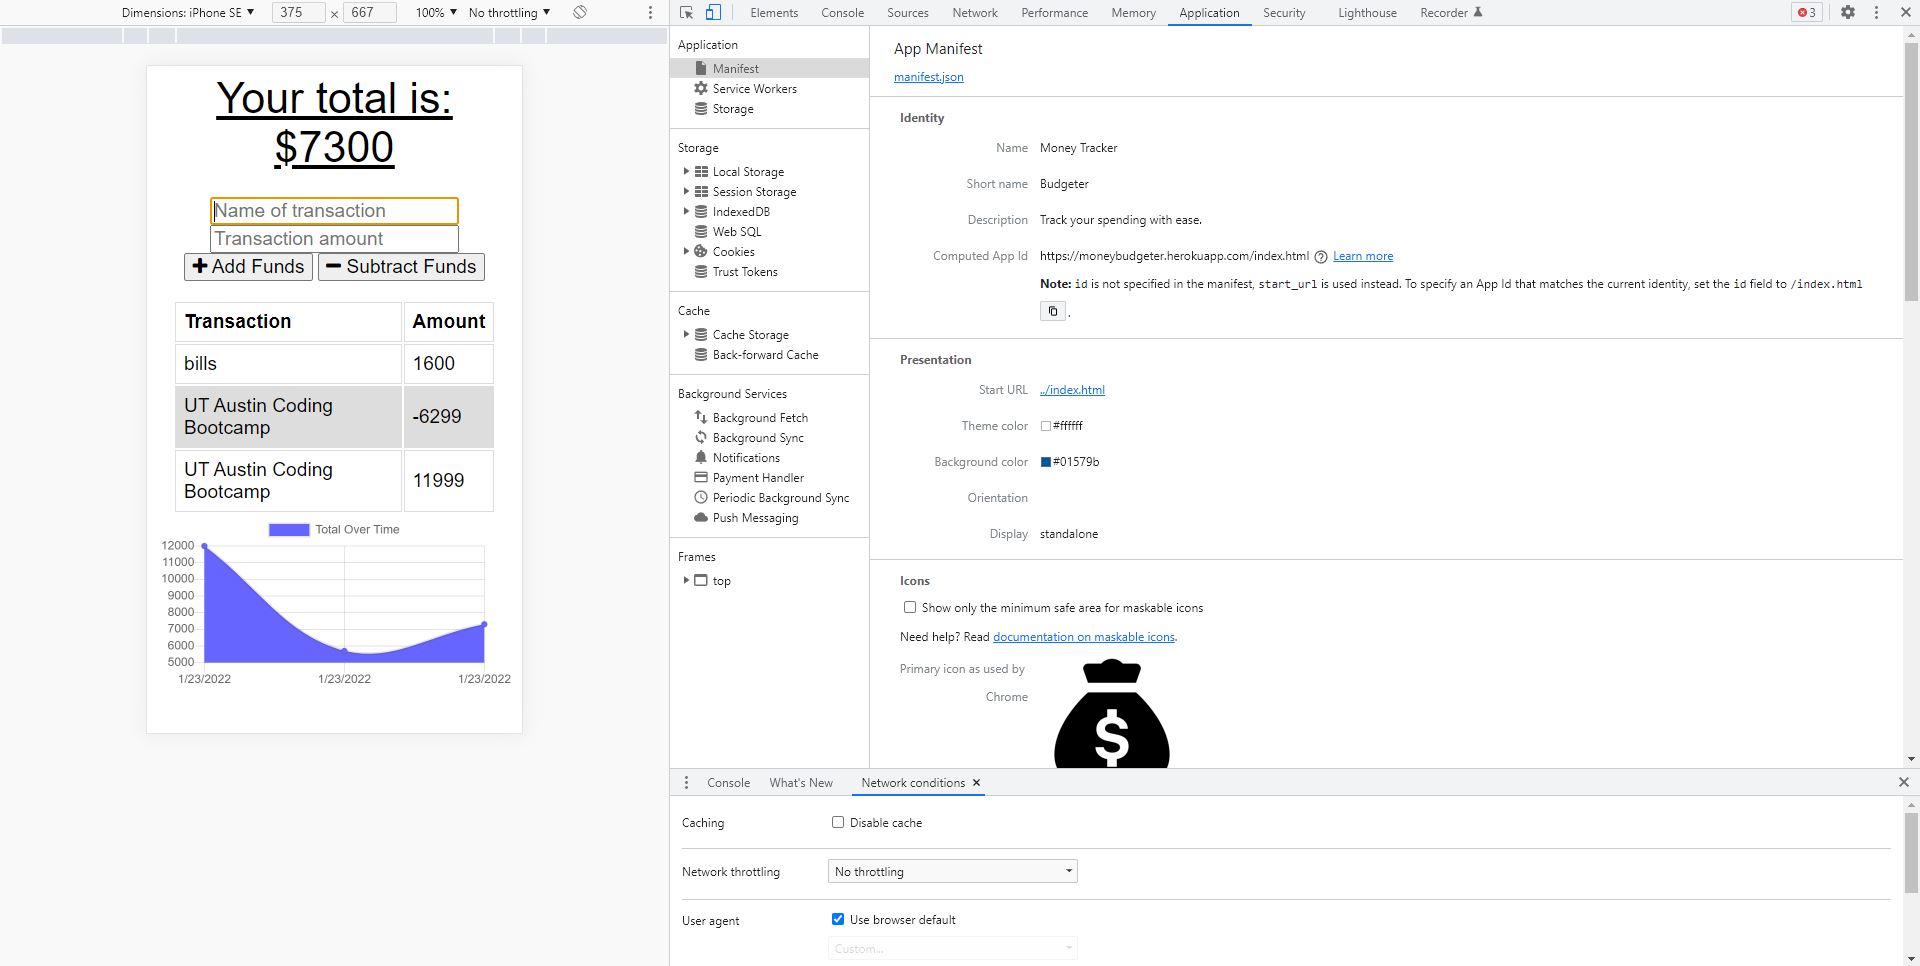 Dimensions: iPhone SE ▼ 375 × 667 100% ▼ No throttling ▼
Your total is:
$7300
Name of transaction
Transaction amount
Add Funds Subtract Funds
Transaction Amount
bills 1600
UT Austin Coding
Bootcamp -6299
UT Austin Coding
Bootcamp 11999
Total Over Time
12000
11000
10000
9000
8000
7000
6000
5000
1/23/2022 1/23/2022 1/23/2022
Elements Console Sources Network Performance Memory Application Security Lighthouse Recorder 3
Application
Manifest
Service Workers
Storage
Storage
Local Storage
Session Storage
IndexedDB
Web SQL
Cookies
Trust Tokens
Cache
Cache Storage
Back-forward Cache
Background Services
Background Fetch
Background Sync
Notifications
Payment Handler
Periodic Background Sync
Push Messaging
Frames
top
App Manifest
manifest.json
Identity
Name Money Tracker
Short name Budgeter
Description Track your spending with ease.
Computed App Id https://moneybudgeter.herokuapp.com/index.html ? Learn more
Note: id is not specified in the manifest, start_url is used instead. To specify an App Id that matches the current identity, set the id field to /index.html
.
Presentation
Start URL ../index.html
Theme color #ffffff
Background color #01579b
Orientation
Display standalone
Icons
Show only the minimum safe area for maskable icons
Need help? Read documentation on maskable icons.
Primary icon as used by
Chrome
$
Console What's New Network conditions
Caching Disable cache
Network throttling No throttling
User agent Use browser default
Custom...